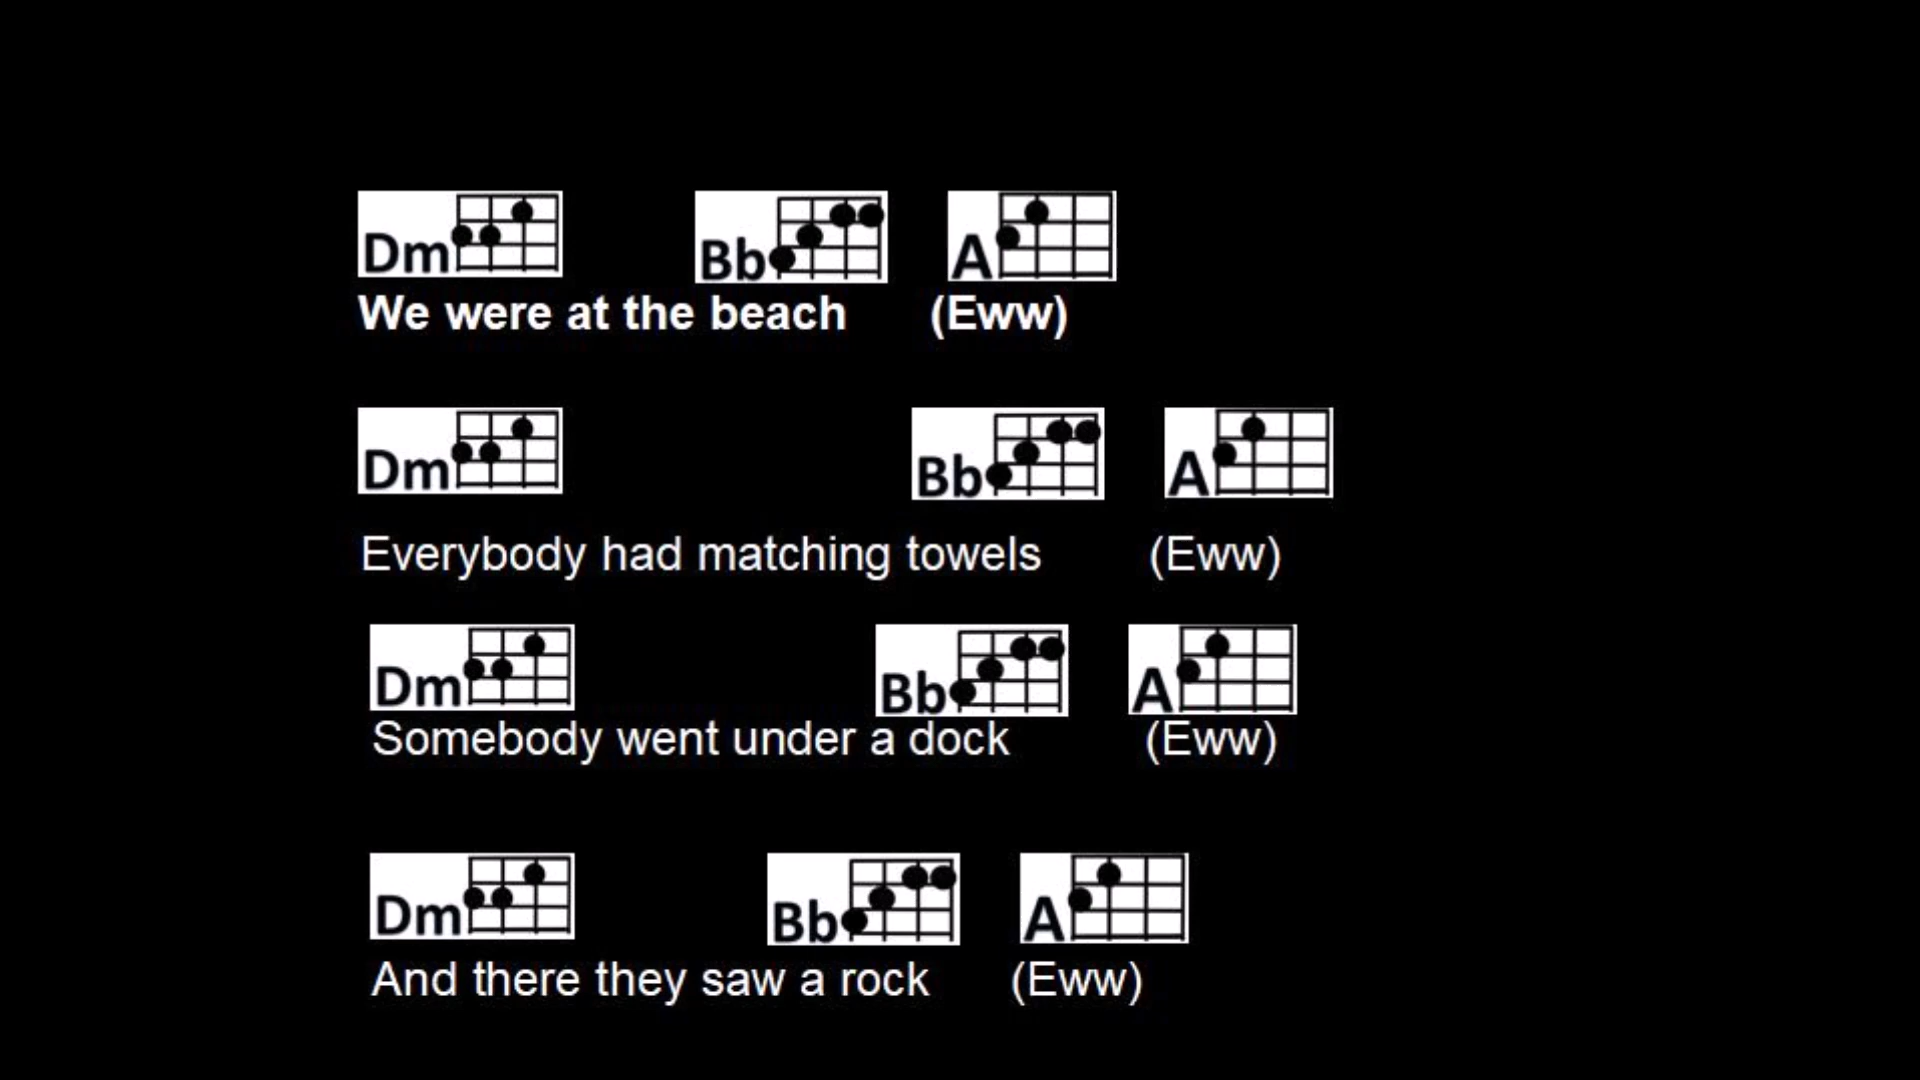 Dm Bb A
We were at the beach (Eww)
Dm Bb A
Everybody had matching towels (Eww)
Dm Bb A
Somebody went under a dock (Eww)
Dm Bb A
And there they saw a rock (Eww)